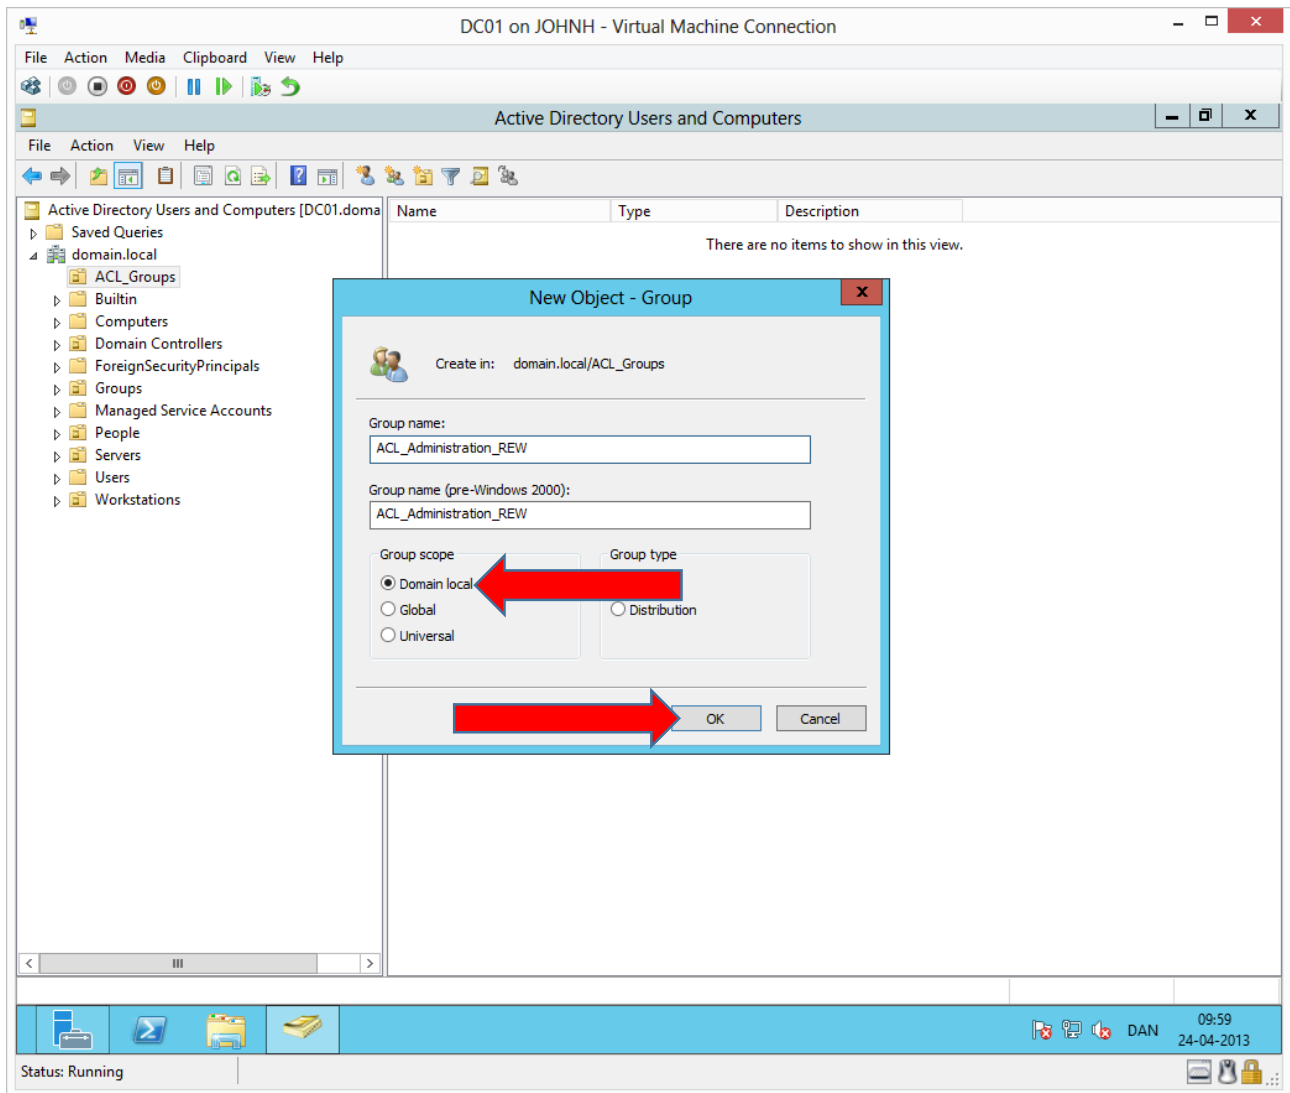 DC01 on JOHNH - Virtual Machine Connection
File Action Media Clipboard View Help
Active Directory Users and Computers
File Action View Help
Active Directory Users and Computers [DC01.doma
Saved Queries
domain.local
ACL_Groups
Builtin
Computers
Domain Controllers
ForeignSecurityPrincipals
Groups
Managed Service Accounts
People
Servers
Users
Workstations
Name Type Description
There are no items to show in this view.
New Object - Group
Create in: domain.local/ACL_Groups
Group name:
ACL_Administration_REW
Group name (pre-Windows 2000):
ACL_Administration_REW
Group scope
Domain local
Global
Universal
Group type
Distribution
OK Cancel
DAN
09:59
24-04-2013
Status: Running